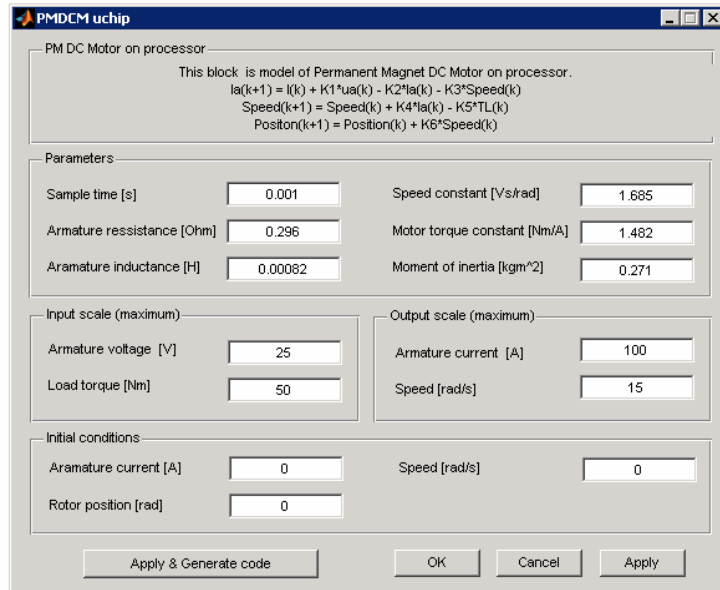 PMDCM uchip
PM DC Motor on processor
This block is model of Permanent Magnet DC Motor on processor.
Ia(k+1) = I(k) + K1*ua(k) - K2*Ia(k) - K3*Speed(k)
Speed(k+1) = Speed(k) + K4*Ia(k) - K5*TL(k)
Positon(k+1) = Position(k) + K6*Speed(k)
Parameters
Sample time [s] 0.001 Speed constant [Vs/rad] 1.685
Armature ressistance [Ohm] 0.296 Motor torque constant [Nm/A] 1.482
Aramature inductance [H] 0.00082 Moment of inertia [kgm^2] 0.271
Input scale (maximum) Output scale (maximum)
Armature voltage [V] 25 Armature current [A] 100
Load torque [Nm] 50 Speed [rad/s] 15
Initial conditions
Aramature current [A] 0 Speed [rad/s] 0
Rotor position [rad] 0
Apply & Generate code OK Cancel Apply